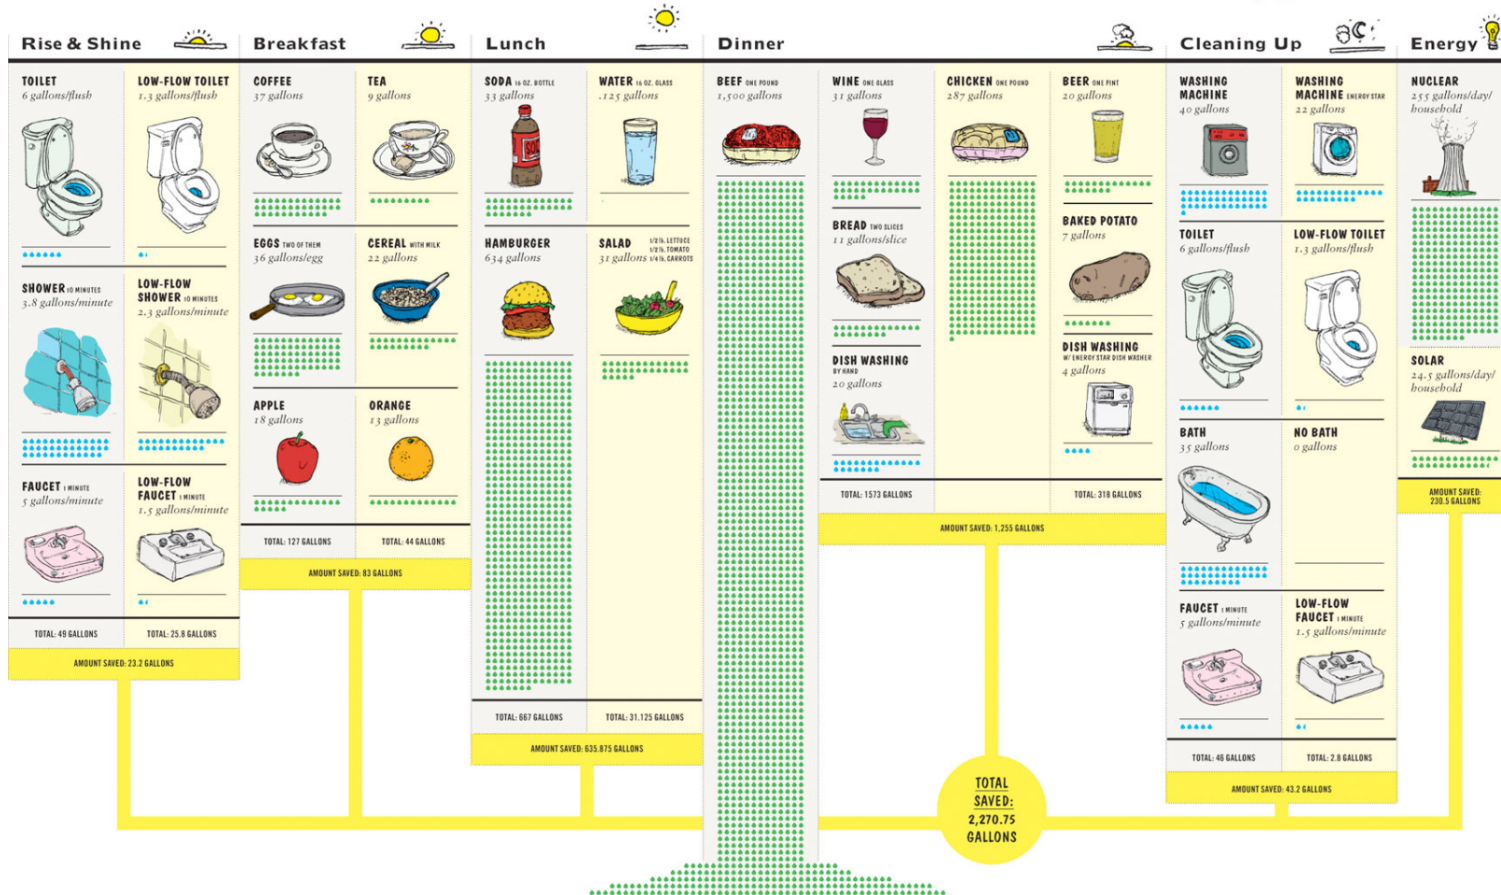 Rise & Shine
TOILET
6 gallons/flush
LOW-FLOW TOILET
1.3 gallons/flush
SHOWER 10 MINUTES
3.8 gallons/minute
LOW-FLOW
SHOWER 10 MINUTES
2.3 gallons/minute
FAUCET 1 MINUTE
5 gallons/minute
LOW-FLOW
FAUCET 1 MINUTE
1.5 gallons/minute
TOTAL: 49 GALLONS
TOTAL: 25.8 GALLONS
AMOUNT SAVED: 23.2 GALLONS
Breakfast
COFFEE
37 gallons
TEA
9 gallons
EGGS TWO OF THEM
36 gallons/egg
CEREAL WITH MILK
22 gallons
APPLE
18 gallons
ORANGE
13 gallons
TOTAL: 127 GALLONS
TOTAL: 44 GALLONS
AMOUNT SAVED: 83 GALLONS
Lunch
SODA 16 OZ. BOTTLE
33 gallons
SODA
WATER 16 OZ. GLASS
.125 gallons
HAMBURGER
634 gallons
SALAD
31 gallons
1/2 lb. LETTUCE
1/2 lb. TOMATO
1/4 lb. CARROTS
TOTAL: 667 GALLONS
TOTAL: 31.125 GALLONS
AMOUNT SAVED: 635.875 GALLONS
Dinner
BEEF ONE POUND
1,500 gallons
WINE ONE GLASS
31 gallons
BREAD TWO SLICES
11 gallons/slice
DISH WASHING
BY HAND
20 gallons
CHICKEN ONE POUND
287 gallons
BEER ONE PINT
20 gallons
BAKED POTATO
7 gallons
DISH WASHING
W/ ENERGY STAR DISH WASHER
4 gallons
TOTAL: 1573 GALLONS
TOTAL: 318 GALLONS
AMOUNT SAVED: 1,255 GALLONS
Cleaning Up
WASHING
MACHINE
40 gallons
WASHING
MACHINE ENERGY STAR
22 gallons
TOILET
6 gallons/flush
LOW-FLOW TOILET
1.3 gallons/flush
BATH
35 gallons
NO BATH
0 gallons
FAUCET 1 MINUTE
5 gallons/minute
LOW-FLOW
FAUCET 1 MINUTE
1.5 gallons/minute
TOTAL: 46 GALLONS
TOTAL: 2.8 GALLONS
AMOUNT SAVED: 43.2 GALLONS
Energy
NUCLEAR
255 gallons/day/
household
SOLAR
24.5 gallons/day/
household
AMOUNT SAVED:
230.5 GALLONS
TOTAL
SAVED:
2,270.75
GALLONS